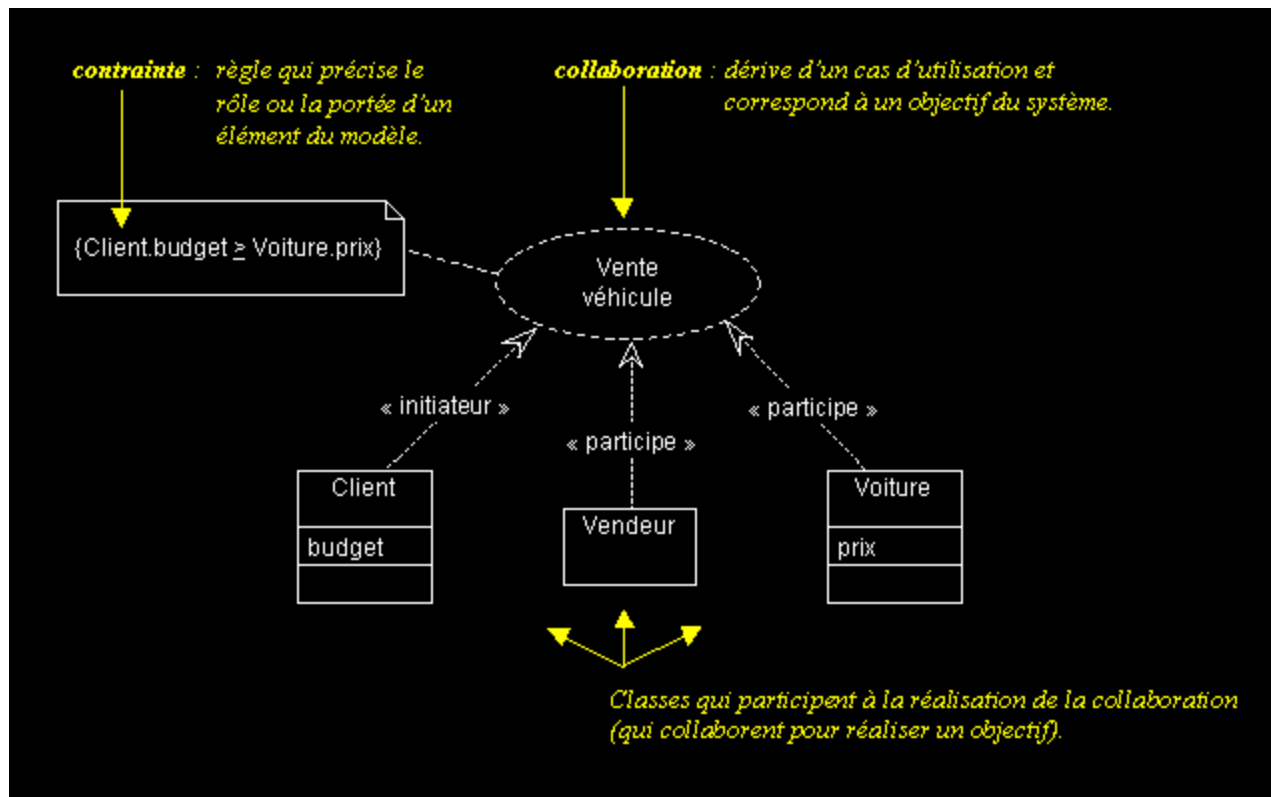 contrainte : règle qui précise le
rôle ou la portée d'un
élément du modèle.
collaboration : dérive d'un cas d'utilisation et
correspond à un objectif du système.
{Client.budget ≥ Voiture.prix}
Vente
véhicule
« initiateur »
« participe »
« participe »
Client
budget
Vendeur
Voiture
prix
Classes qui participent à la réalisation de la collaboration
(qui collaborent pour réaliser un objectif).